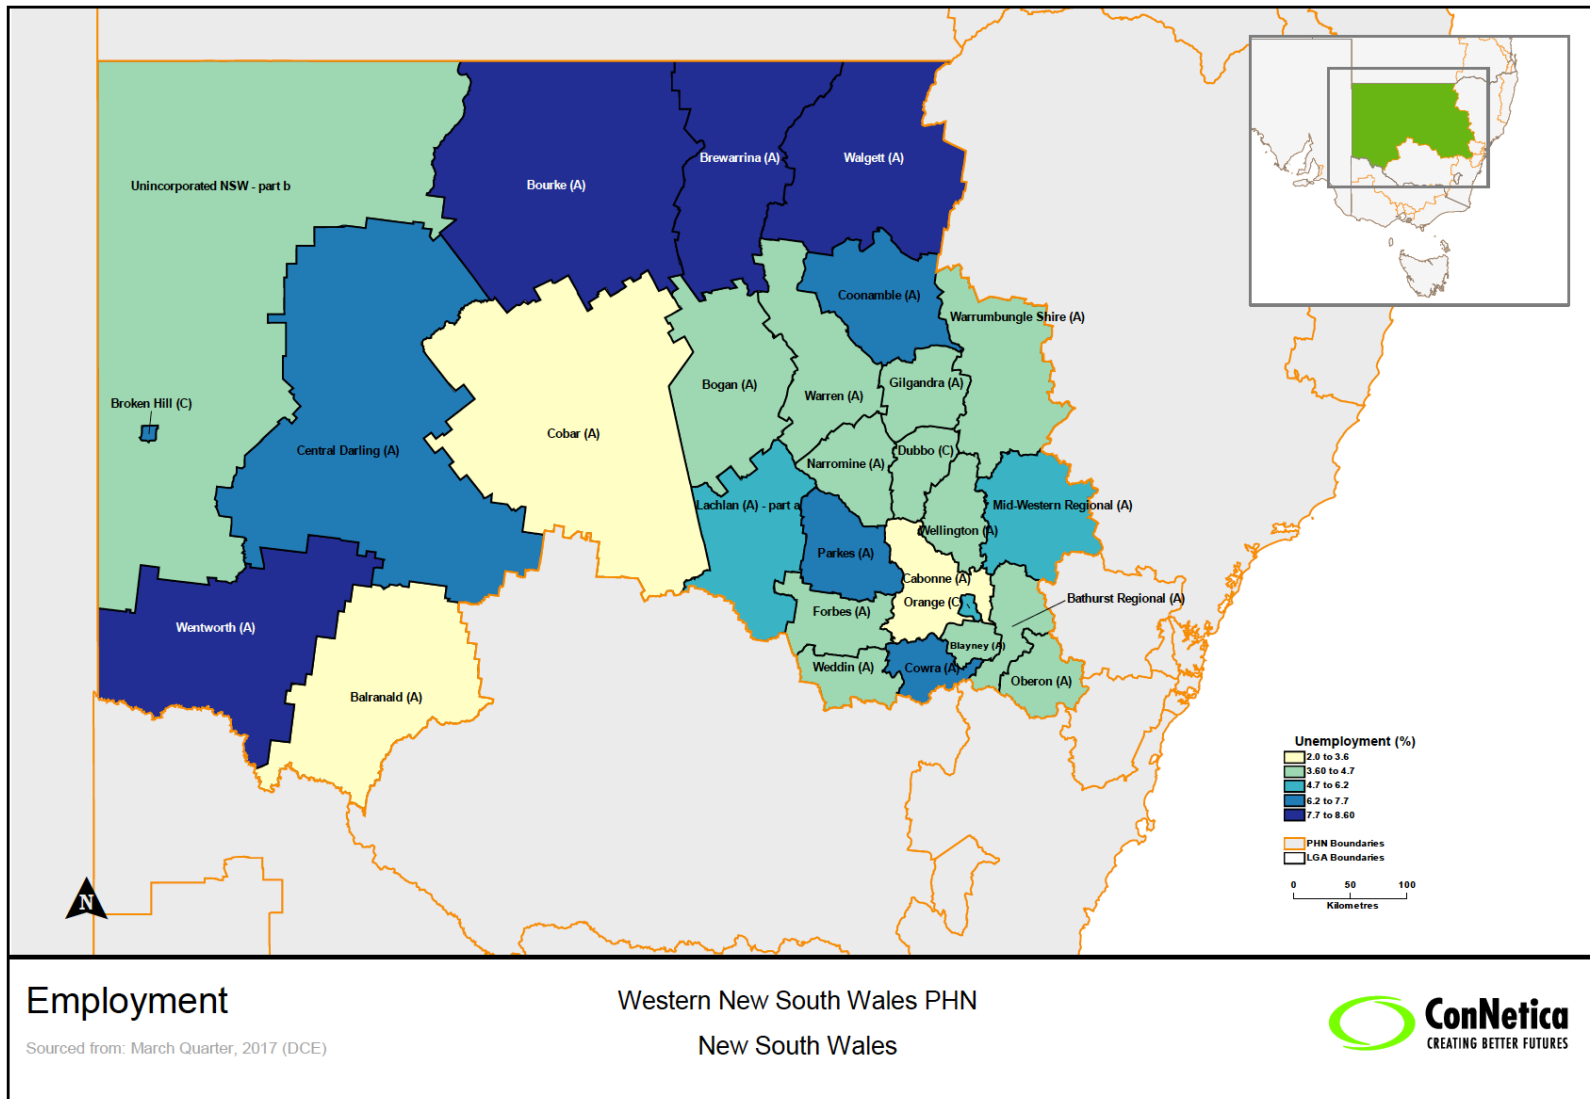 Unincorporated NSW - part b
Bourke (A)
Brewarrina (A)
Walgett (A)
Coonamble (A)
Warrumbungle Shire (A)
Broken Hill (C)
Central Darling (A)
Cobar (A)
Bogan (A)
Warren (A)
Gilgandra (A)
Narromine (A)
Dubbo (C)
Lachlan (A) - part a
Mid-Western Regional (A)
Wellington (A)
Parkes (A)
Cabonne (A)
Orange (C)
Bathurst Regional (A)
Forbes (A)
Blayney (A)
Wentworth (A)
Weddin (A)
Cowra (A)
Oberon (A)
Balranald (A)
Unemployment (%)
2.0 to 3.6
3.60 to 4.7
4.7 to 6.2
6.2 to 7.7
7.7 to 8.60
PHN Boundaries
LGA Boundaries
0 50 100
Kilometres
N
Employment
Sourced from: March Quarter, 2017 (DCE)
Western New South Wales PHN
New South Wales
ConNetica
CREATING BETTER FUTURES